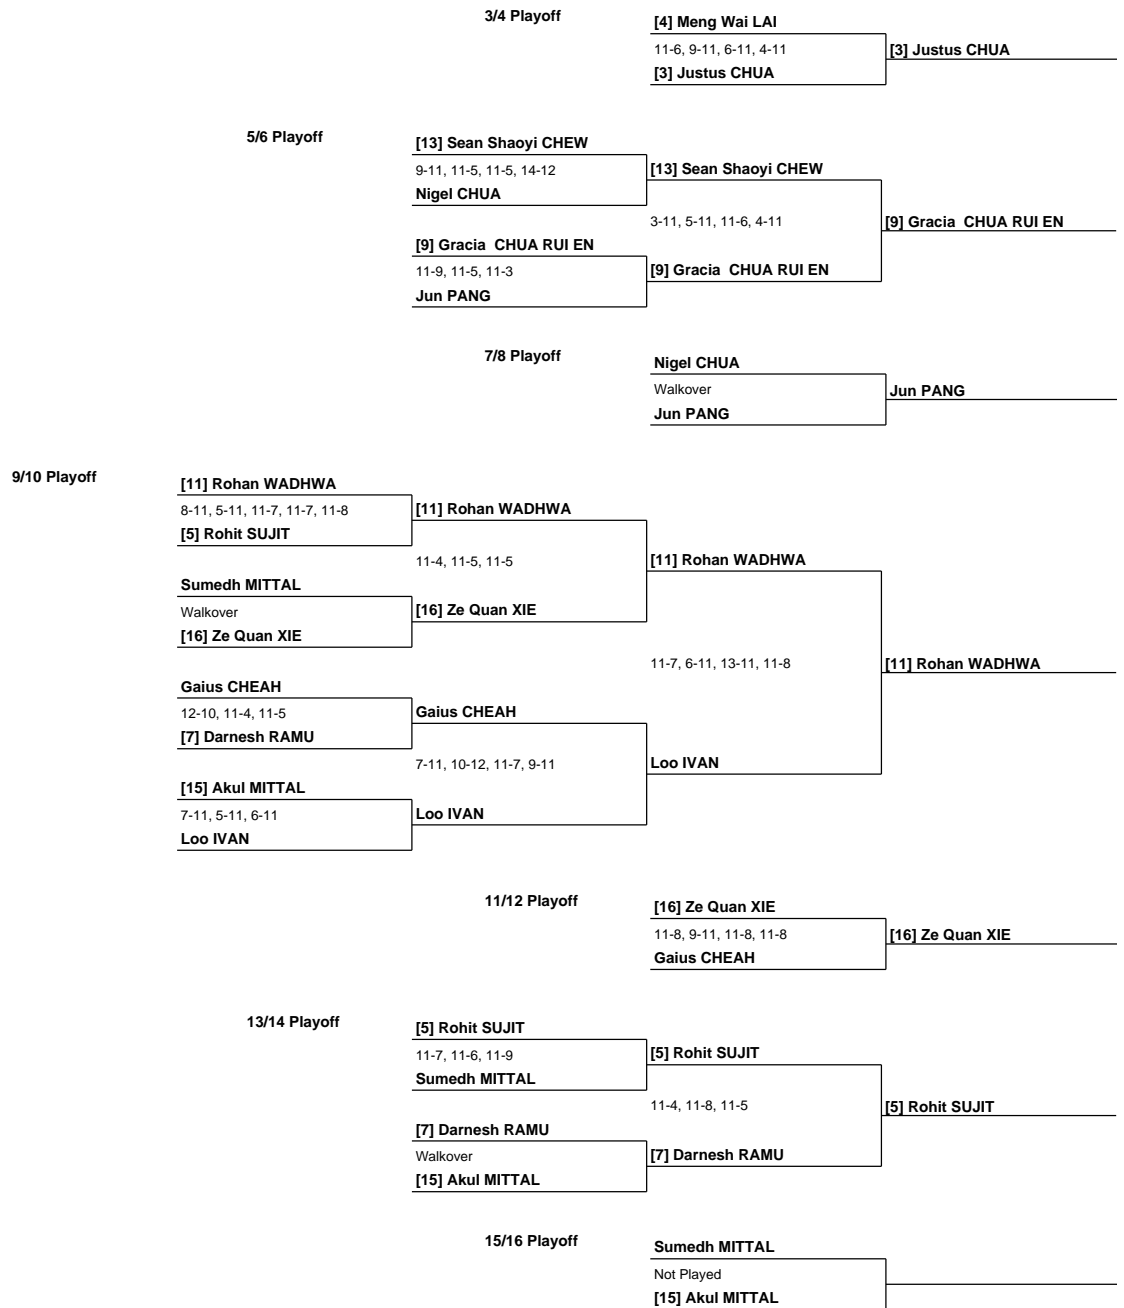 3/4 Playoff
[4] Meng Wai LAI
11-6, 9-11, 6-11, 4-11
[3] Justus CHUA
[3] Justus CHUA
5/6 Playoff
[13] Sean Shaoyi CHEW
9-11, 11-5, 11-5, 14-12
[13] Sean Shaoyi CHEW
Nigel CHUA
3-11, 5-11, 11-6, 4-11
[9] Gracia  CHUA RUI EN
[9] Gracia  CHUA RUI EN
11-9, 11-5, 11-3
[9] Gracia  CHUA RUI EN
Jun PANG
7/8 Playoff
Nigel CHUA
Walkover
Jun PANG
Jun PANG
9/10 Playoff
[11] Rohan WADHWA
8-11, 5-11, 11-7, 11-7, 11-8
[11] Rohan WADHWA
[5] Rohit SUJIT
11-4, 11-5, 11-5
[11] Rohan WADHWA
Sumedh MITTAL
Walkover
[16] Ze Quan XIE
[16] Ze Quan XIE
11-7, 6-11, 13-11, 11-8
[11] Rohan WADHWA
Gaius CHEAH
12-10, 11-4, 11-5
Gaius CHEAH
[7] Darnesh RAMU
7-11, 10-12, 11-7, 9-11
Loo IVAN
[15] Akul MITTAL
7-11, 5-11, 6-11
Loo IVAN
Loo IVAN
11/12 Playoff
[16] Ze Quan XIE
11-8, 9-11, 11-8, 11-8
[16] Ze Quan XIE
Gaius CHEAH
13/14 Playoff
[5] Rohit SUJIT
11-7, 11-6, 11-9
[5] Rohit SUJIT
Sumedh MITTAL
11-4, 11-8, 11-5
[5] Rohit SUJIT
[7] Darnesh RAMU
Walkover
[7] Darnesh RAMU
[15] Akul MITTAL
15/16 Playoff
Sumedh MITTAL
Not Played
[15] Akul MITTAL